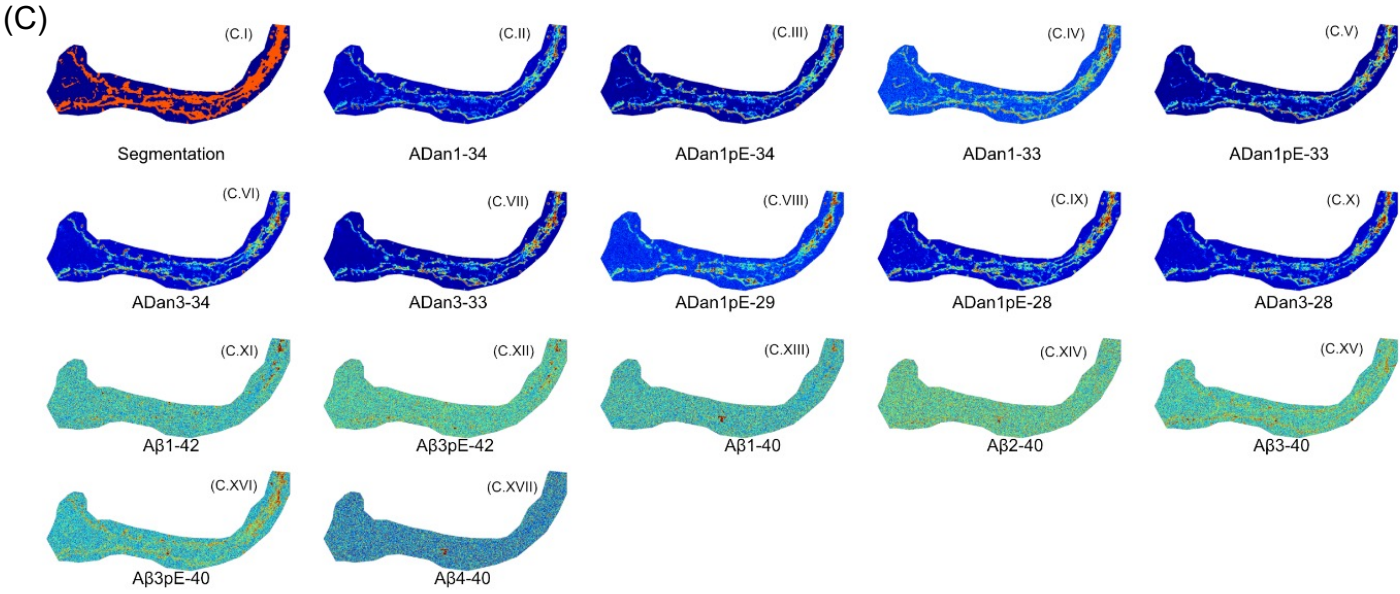 (C)
(C.I) (C.II) (C.III) (C.IV) (C.V)
Segmentation ADan1-34 ADan1pE-34 ADan1-33 ADan1pE-33
(C.VI) (C.VII) (C.VIII) (C.IX) (C.X)
ADan3-34 ADan3-33 ADan1pE-29 ADan1pE-28 ADan3-28
(C.XI) (C.XII) (C.XIII) (C.XIV) (C.XV)
Aβ1-42 Aβ3pE-42 Aβ1-40 Aβ2-40 Aβ3-40
(C.XVI) (C.XVII)
Aβ3pE-40 Aβ4-40